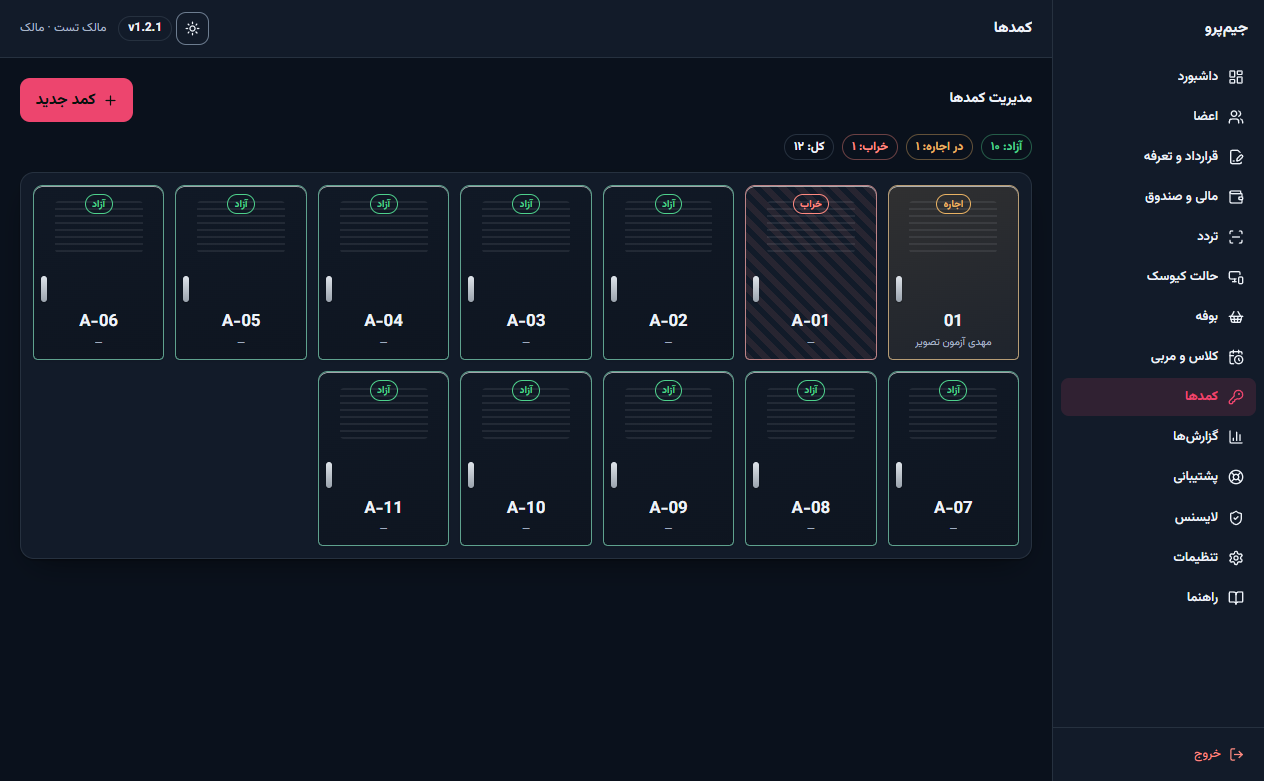 جیم‌پرو
داشبورد
اعضا
قرارداد و تعرفه
مالی و صندوق
تردد
حالت کیوسک
بوفه
کلاس و مربی
کمدها
گزارش‌ها
پشتیبانی
لایسنس
تنظیمات
راهنما
خروج
کمدها
v1.2.1
مالک تست · مالک
مدیریت کمدها
+ کمد جدید
آزاد: ۱۰
در اجاره: ۱
خراب: ۱
کل: ۱۲
اجاره
01
مهدی آزمون تصویر
خراب
A-01
—
آزاد
A-02
—
آزاد
A-03
—
آزاد
A-04
—
آزاد
A-05
—
آزاد
A-06
—
آزاد
A-07
—
آزاد
A-08
—
آزاد
A-09
—
آزاد
A-10
—
آزاد
A-11
—